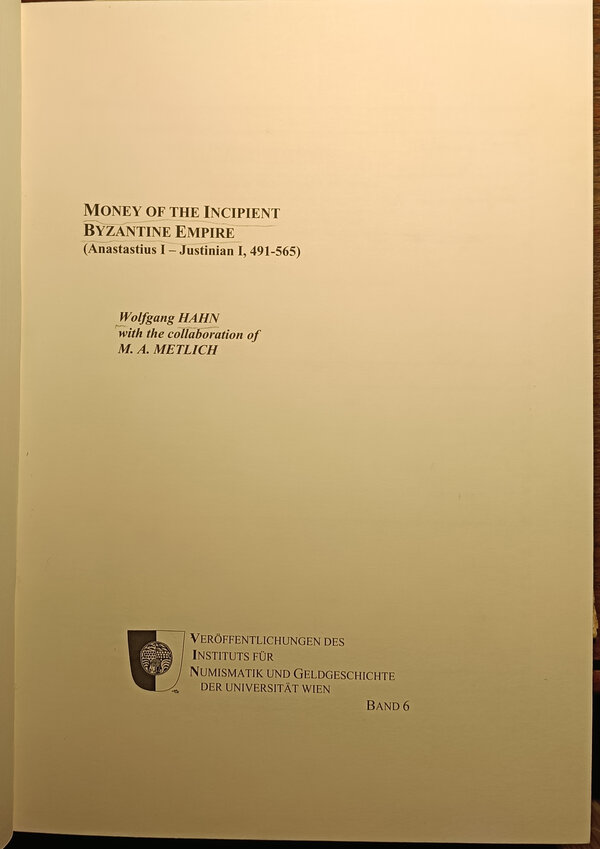 MONEY OF THE INCIPIENT
BYZANTINE EMPIRE
(Anastastius I – Justinian I, 491-565)
Wolfgang HAHN
with the collaboration of
M. A. METLICH
VERÖFFENTLICHUNGEN DES
INSTITUTS FÜR
NUMISMATIK UND GELDGESCHICHTE
DER UNIVERSITÄT WIEN
BAND 6